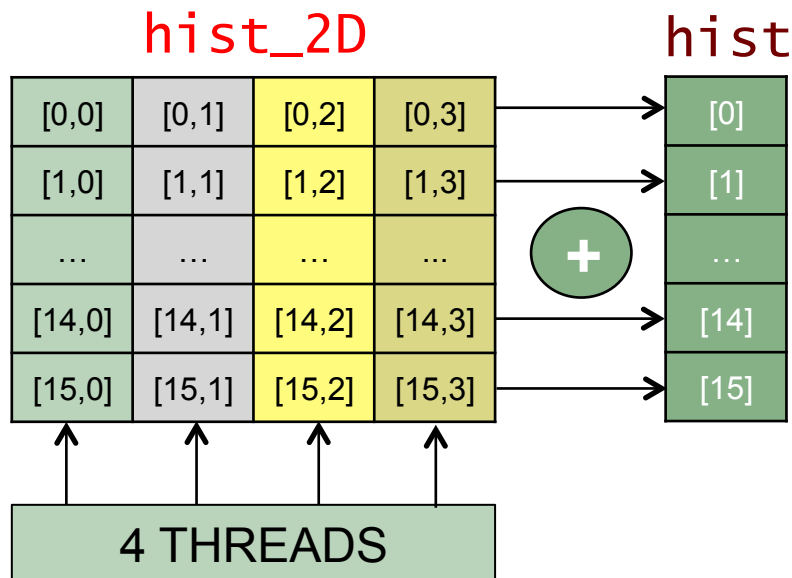 hist_2D hist
[0,0] [0,1] [0,2] [0,3] [0]
[1,0] [1,1] [1,2] [1,3] [1]
... ... ... ... ...
+
[14,0] [14,1] [14,2] [14,3] [14]
[15,0] [15,1] [15,2] [15,3] [15]
4 THREADS